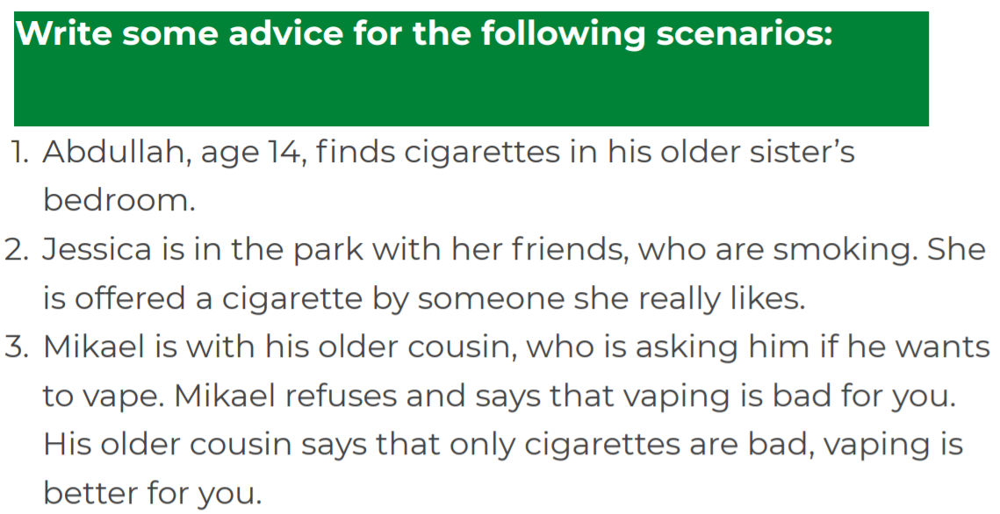 Write some advice for the following scenarios:
1. Abdullah, age 14, finds cigarettes in his older sister’s
bedroom.
2. Jessica is in the park with her friends, who are smoking. She
is offered a cigarette by someone she really likes.
3. Mikael is with his older cousin, who is asking him if he wants
to vape. Mikael refuses and says that vaping is bad for you.
His older cousin says that only cigarettes are bad, vaping is
better for you.